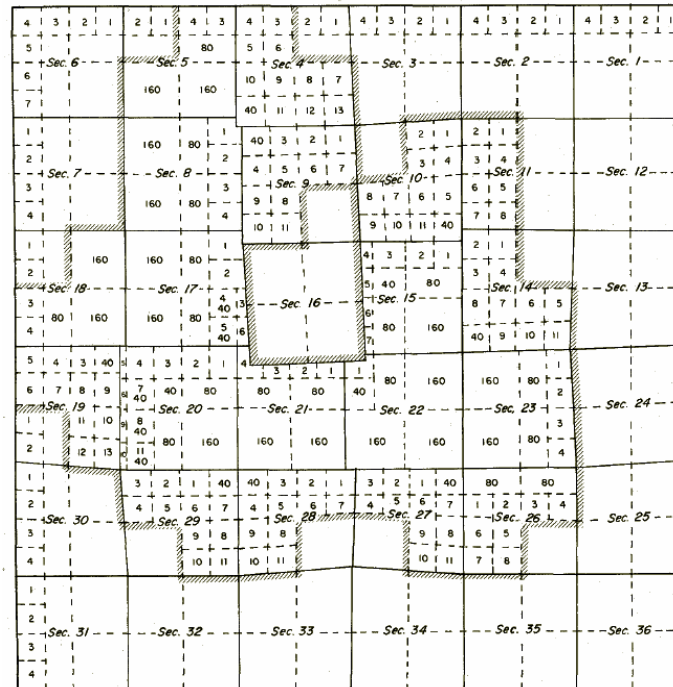 4 3 2 1 2 1 4 3 4 3 2 1 4 3 2 1 4 3 2 1 4 3 2 1
5 80 5 6
Sec. 6 Sec. 5 Sec. 4 Sec. 3 Sec. 2 Sec. 1
6 160 160 10 9 8 7
7 40 11 12 13
1 160 80 1 40 3 2 1 2 1 2 1
2 2 4 5 6 7 3 4 3 4
Sec. 7 Sec. 8 Sec. 9 Sec. 10 Sec. 11 Sec. 12
3 160 80 3 9 8 8 7 6 5 6 5
4 4 10 11 9 10 11 40 7 8
1 160 160 80 1 4 3 2 1 2 1
2 2 5 40 80 3 4
Sec. 18 Sec. 17 Sec. 16 Sec. 15 Sec. 14 Sec. 13
3 80 160 160 80 4 40 3 6 80 160 8 7 6 5
4 5 40 6 7 40 9 10 11
5 4 3 40 5 4 3 2 1 4 3 2 1 1 80 160 160 80 1
6 7 8 9 6 7 40 40 80 80 80 40 2
Sec. 19 Sec. 20 Sec. 21 Sec. 22 Sec. 23 Sec. 24
1 11 10 9 8 40 80 160 160 160 160 160 80 3
2 12 13 10 11 40 4
1 3 2 1 40 40 3 2 1 3 2 1 40 80 80
2 4 5 6 7 4 5 6 7 4 5 6 7 1 2 3 4
Sec. 30 Sec. 29 Sec. 28 Sec. 27 Sec. 26 Sec. 25
3 9 8 9 8 9 8 6 5
4 10 11 10 11 10 11 7 8
1
2
Sec. 31 Sec. 32 Sec. 33 Sec. 34 Sec. 35 Sec. 36
3
4